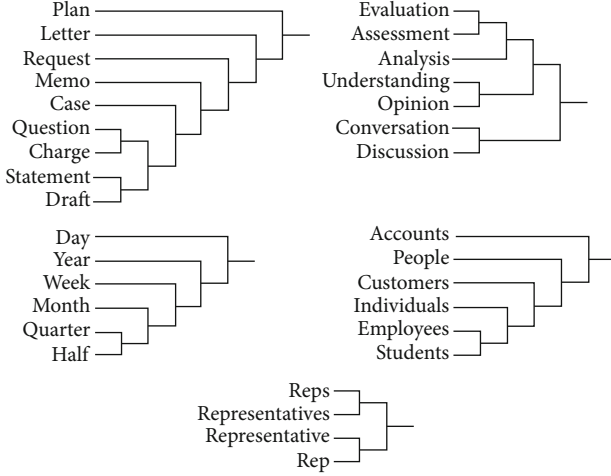 Plan
Letter
Request
Memo
Case
Question
Charge
Statement
Draft
Evaluation
Assessment
Analysis
Understanding
Opinion
Conversation
Discussion
Day
Year
Week
Month
Quarter
Half
Accounts
People
Customers
Individuals
Employees
Students
Reps
Representatives
Representative
Rep